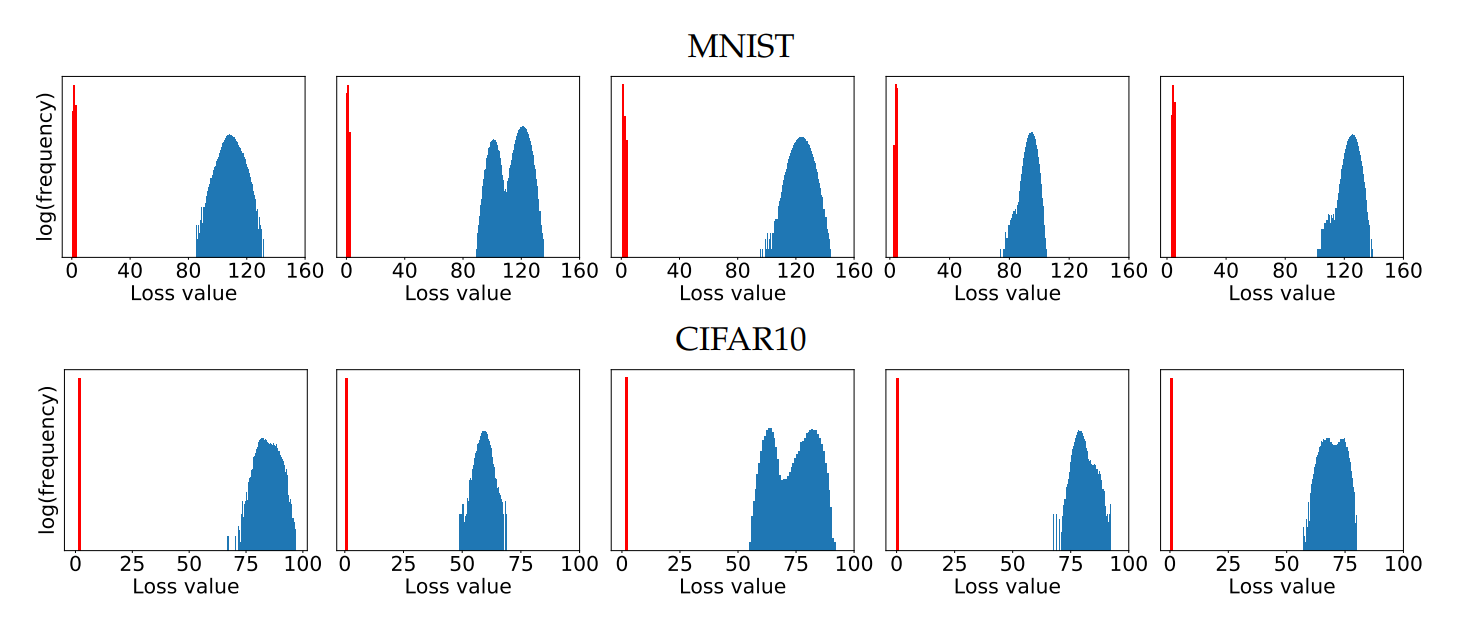 MNIST
log(frequency)
0 40 80 120 160 0 40 80 120 160 0 40 80 120 160 0 40 80 120 160 0 40 80 120 160
Loss value Loss value Loss value Loss value Loss value
CIFAR10
log(frequency)
0 25 50 75 100 0 25 50 75 100 0 25 50 75 100 0 25 50 75 100 0 25 50 75 100
Loss value Loss value Loss value Loss value Loss value